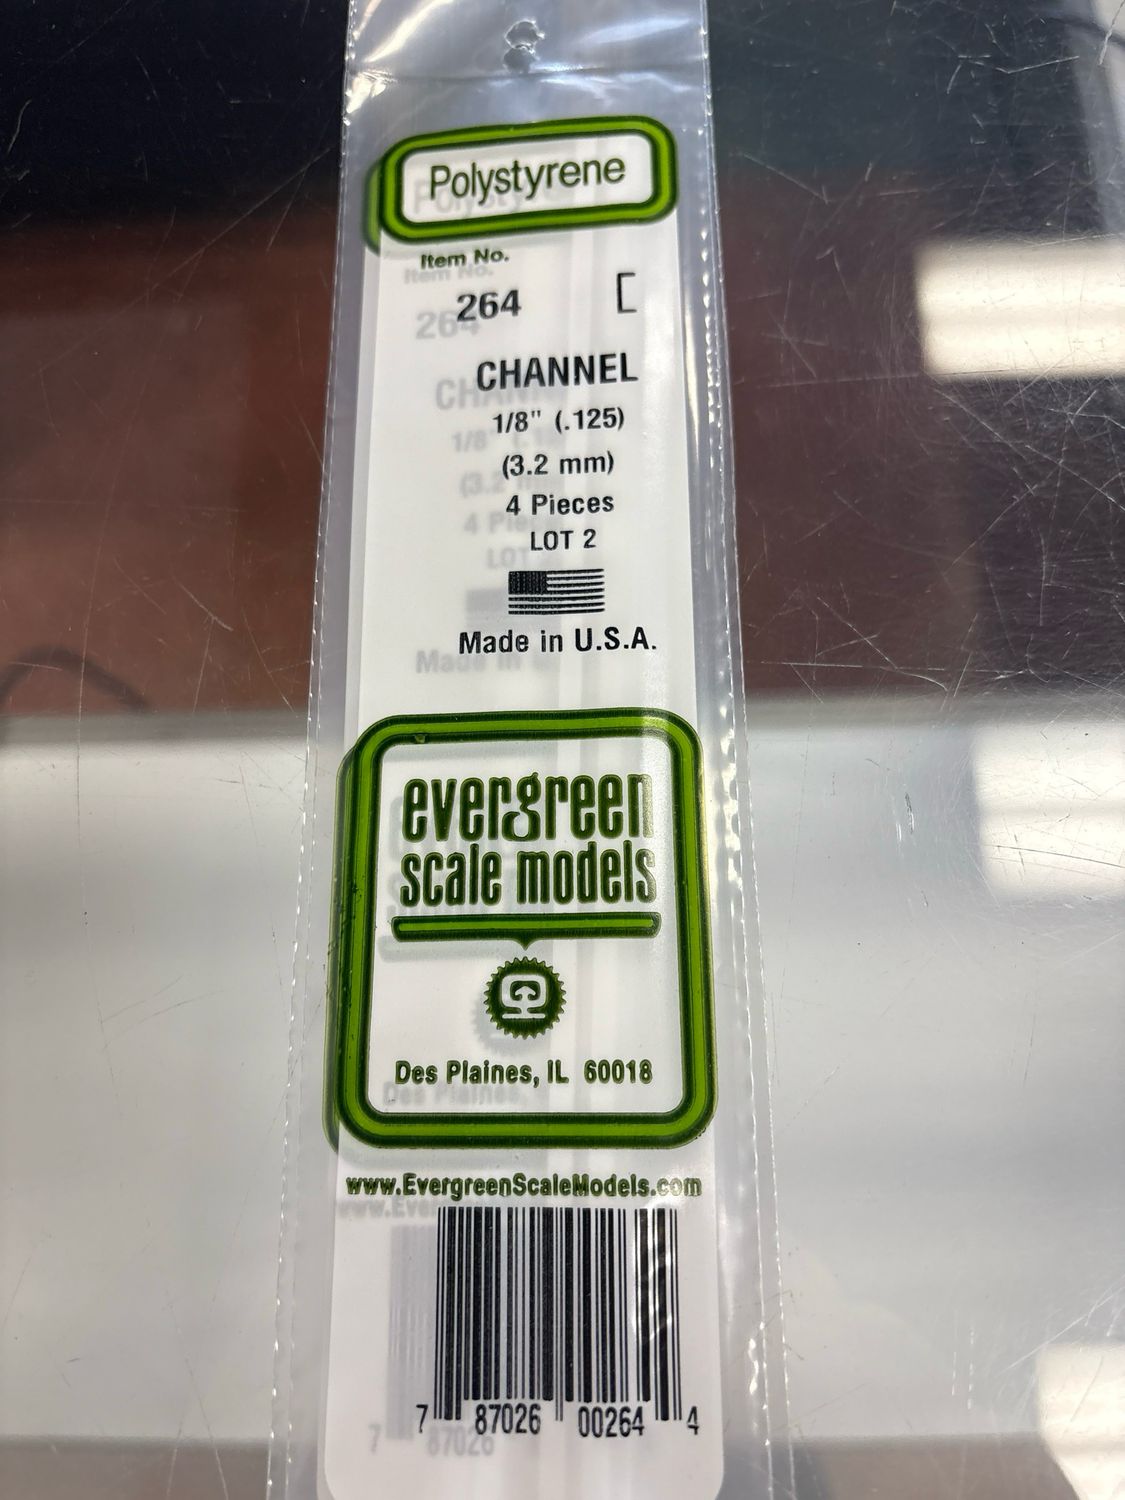 Polystyrene
Item No.
264
CHANNEL
1/8" (.125)
(3.2 mm)
4 Pieces
LOT 2
Made in U.S.A.
evergreen
scale models
Des Plaines, IL 60018
www.EvergreenScaleModels.com
7 87026 00264 4